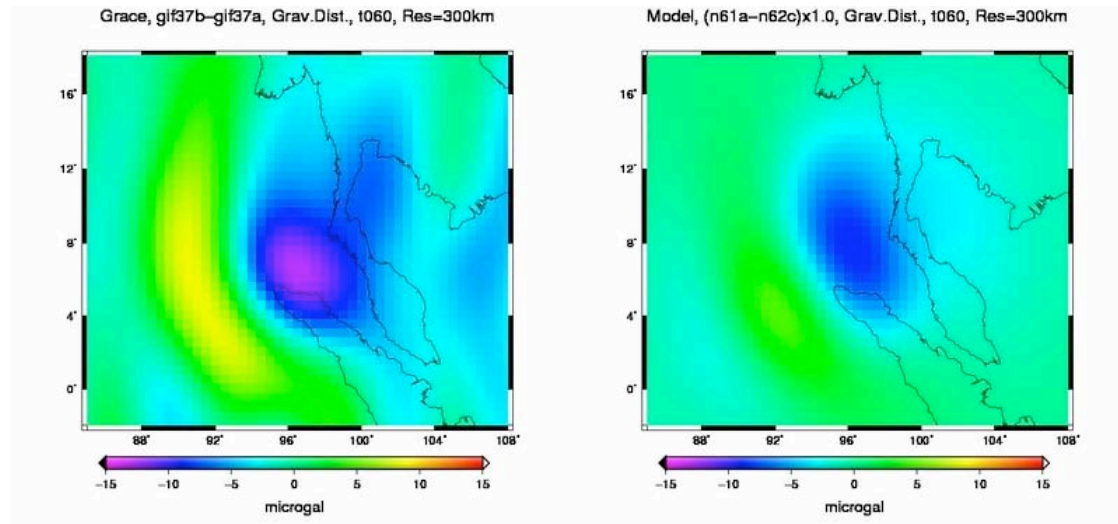 Grace, gif37b-gif37a, Grav.Dist., t060, Res=300km
16°
12°
8°
4°
0°
88° 92° 96° 100° 104° 108°
-15 -10 -5 0 5 10 15
microgal
Model, (n61a-n62c)x1.0, Grav.Dist., t060, Res=300km
16°
12°
8°
4°
0°
88° 92° 96° 100° 104° 108°
-15 -10 -5 0 5 10 15
microgal